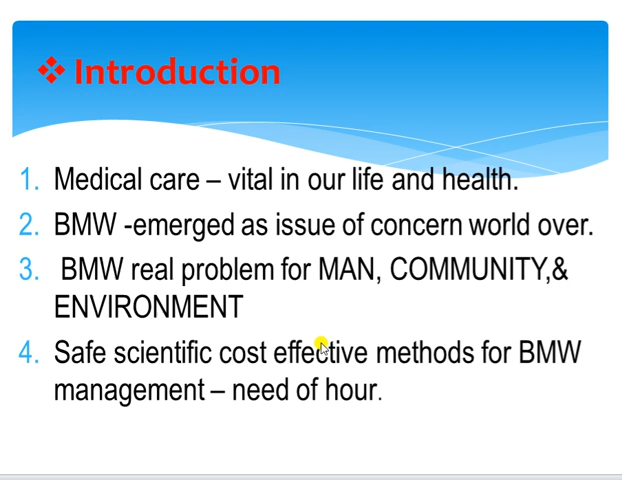 ❖ Introduction
1. Medical care – vital in our life and health.
2. BMW -emerged as issue of concern world over.
3. BMW real problem for MAN, COMMUNITY,&
ENVIRONMENT
4. Safe scientific cost effective methods for BMW
management – need of hour.